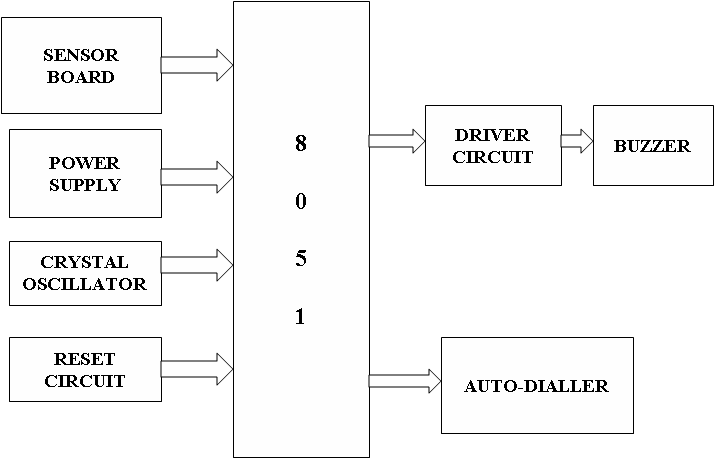 SENSOR
BOARD
POWER
SUPPLY
CRYSTAL
OSCILLATOR
RESET
CIRCUIT
8
0
5
1
DRIVER
CIRCUIT
BUZZER
AUTO-DIALLER